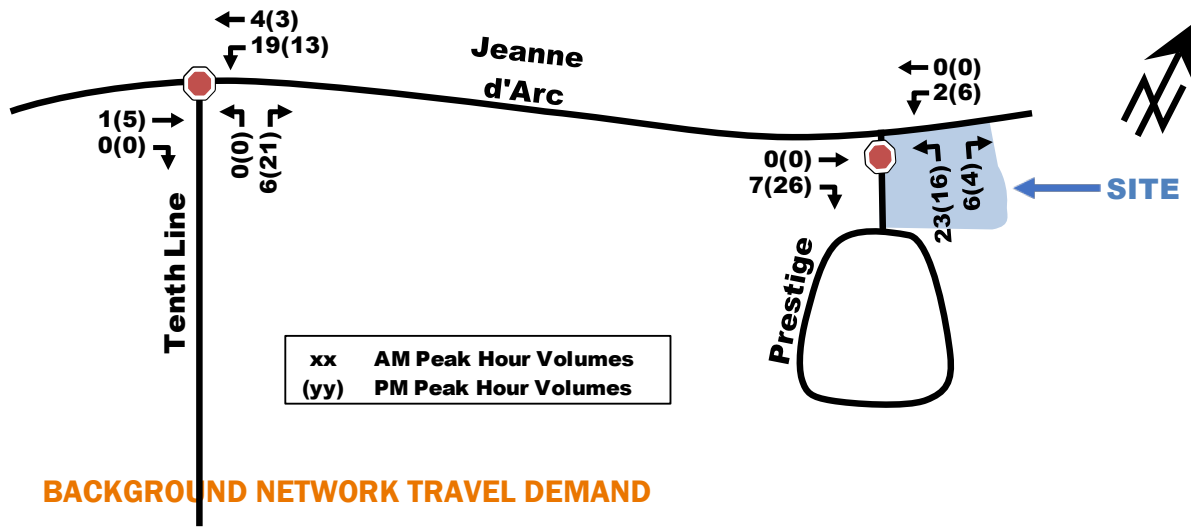 4(3)
19(13)
Jeanne
d'Arc
0(0)
2(6)
1(5)
0(0)
0(0)
6(21)
0(0)
7(26)
23(16)
6(4)
SITE
Tenth Line
Prestige
xx AM Peak Hour Volumes
(yy) PM Peak Hour Volumes
BACKGROUND NETWORK TRAVEL DEMAND
N